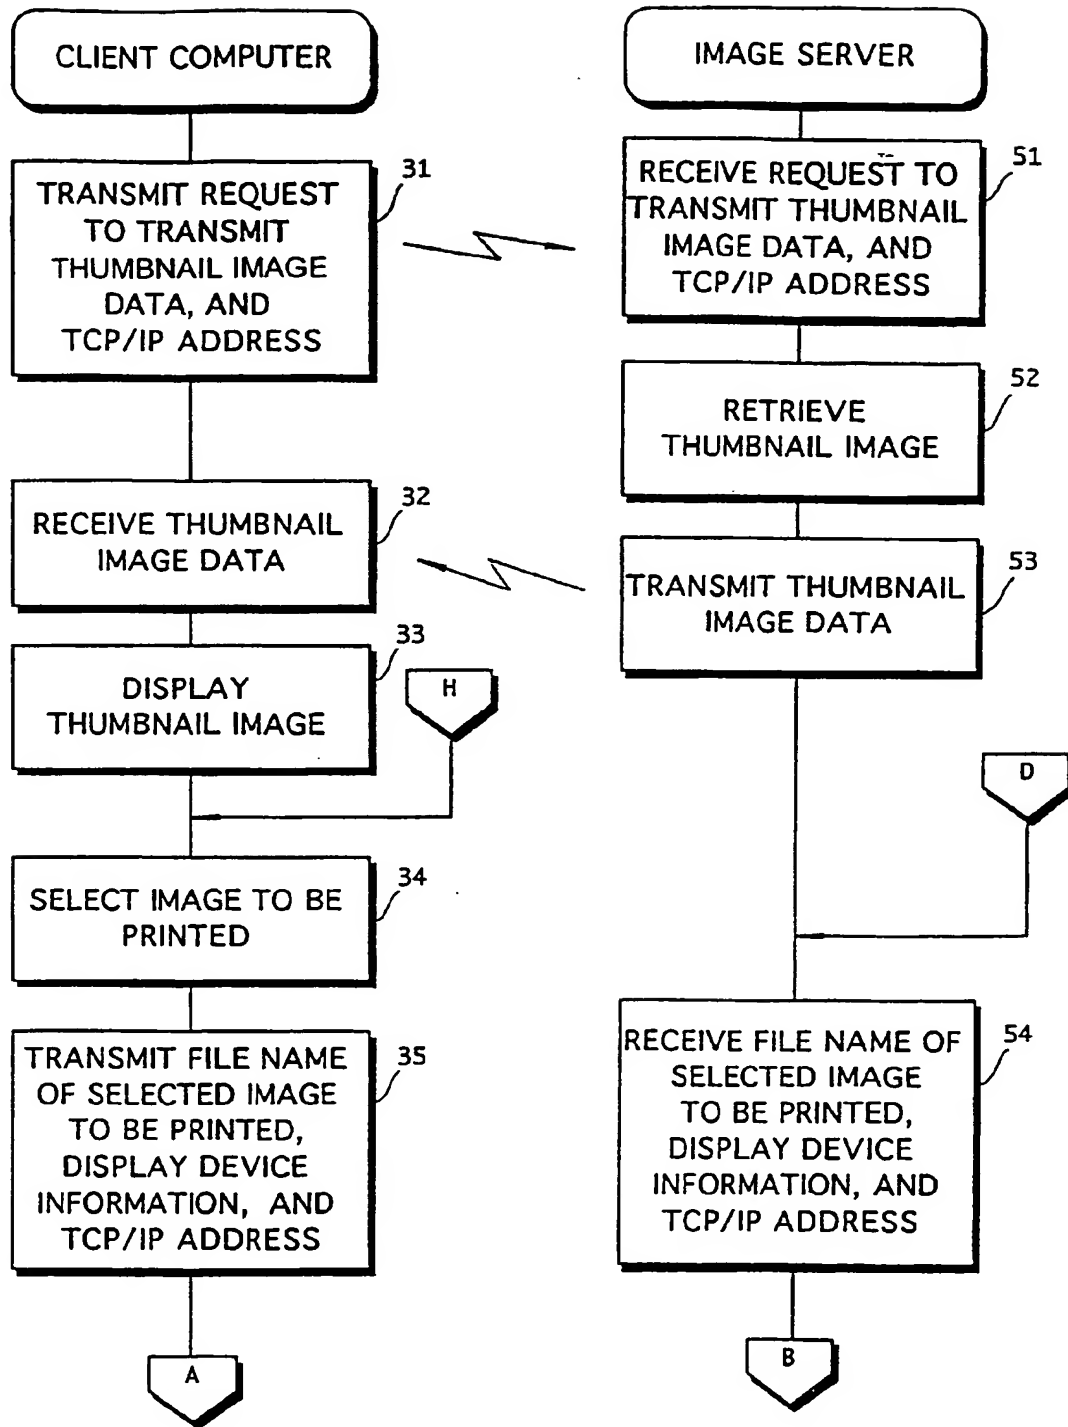 CLIENT COMPUTER
31
TRANSMIT REQUEST
TO TRANSMIT
THUMBNAIL IMAGE
DATA, AND
TCP/IP ADDRESS
32
RECEIVE THUMBNAIL
IMAGE DATA
33
DISPLAY
THUMBNAIL IMAGE
H
34
SELECT IMAGE TO BE
PRINTED
35
TRANSMIT FILE NAME
OF SELECTED IMAGE
TO BE PRINTED,
DISPLAY DEVICE
INFORMATION, AND
TCP/IP ADDRESS
A
IMAGE SERVER
51
RECEIVE REQUEST TO
TRANSMIT THUMBNAIL
IMAGE DATA, AND
TCP/IP ADDRESS
52
RETRIEVE
THUMBNAIL IMAGE
53
TRANSMIT THUMBNAIL
IMAGE DATA
D
54
RECEIVE FILE NAME OF
SELECTED IMAGE
TO BE PRINTED,
DISPLAY DEVICE
INFORMATION, AND
TCP/IP ADDRESS
B